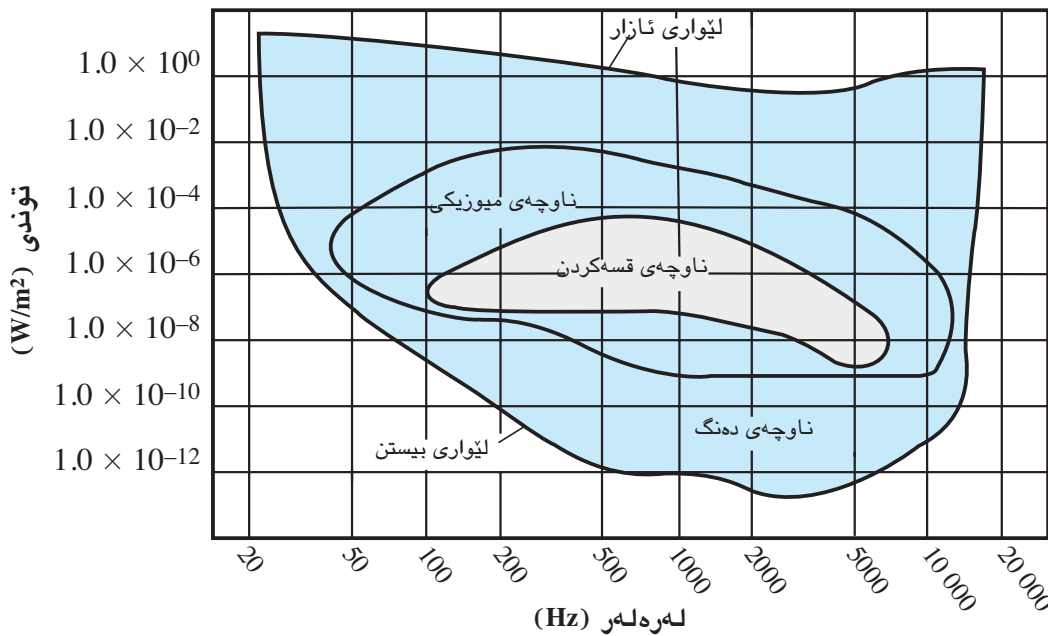 لێواری ئازار
1.0 × 10⁰
1.0 × 10⁻²
1.0 × 10⁻⁴
1.0 × 10⁻⁶
1.0 × 10⁻⁸
1.0 × 10⁻¹⁰
1.0 × 10⁻¹²
توندی (W/m²)
ناوچەی میوزیکی
ناوچەی قسەکردن
ناوچەی دەنگ
لێواری بیستن
20
50
100
200
500
1000
2000
5000
10 000
20 000
لەرەلەر (Hz)